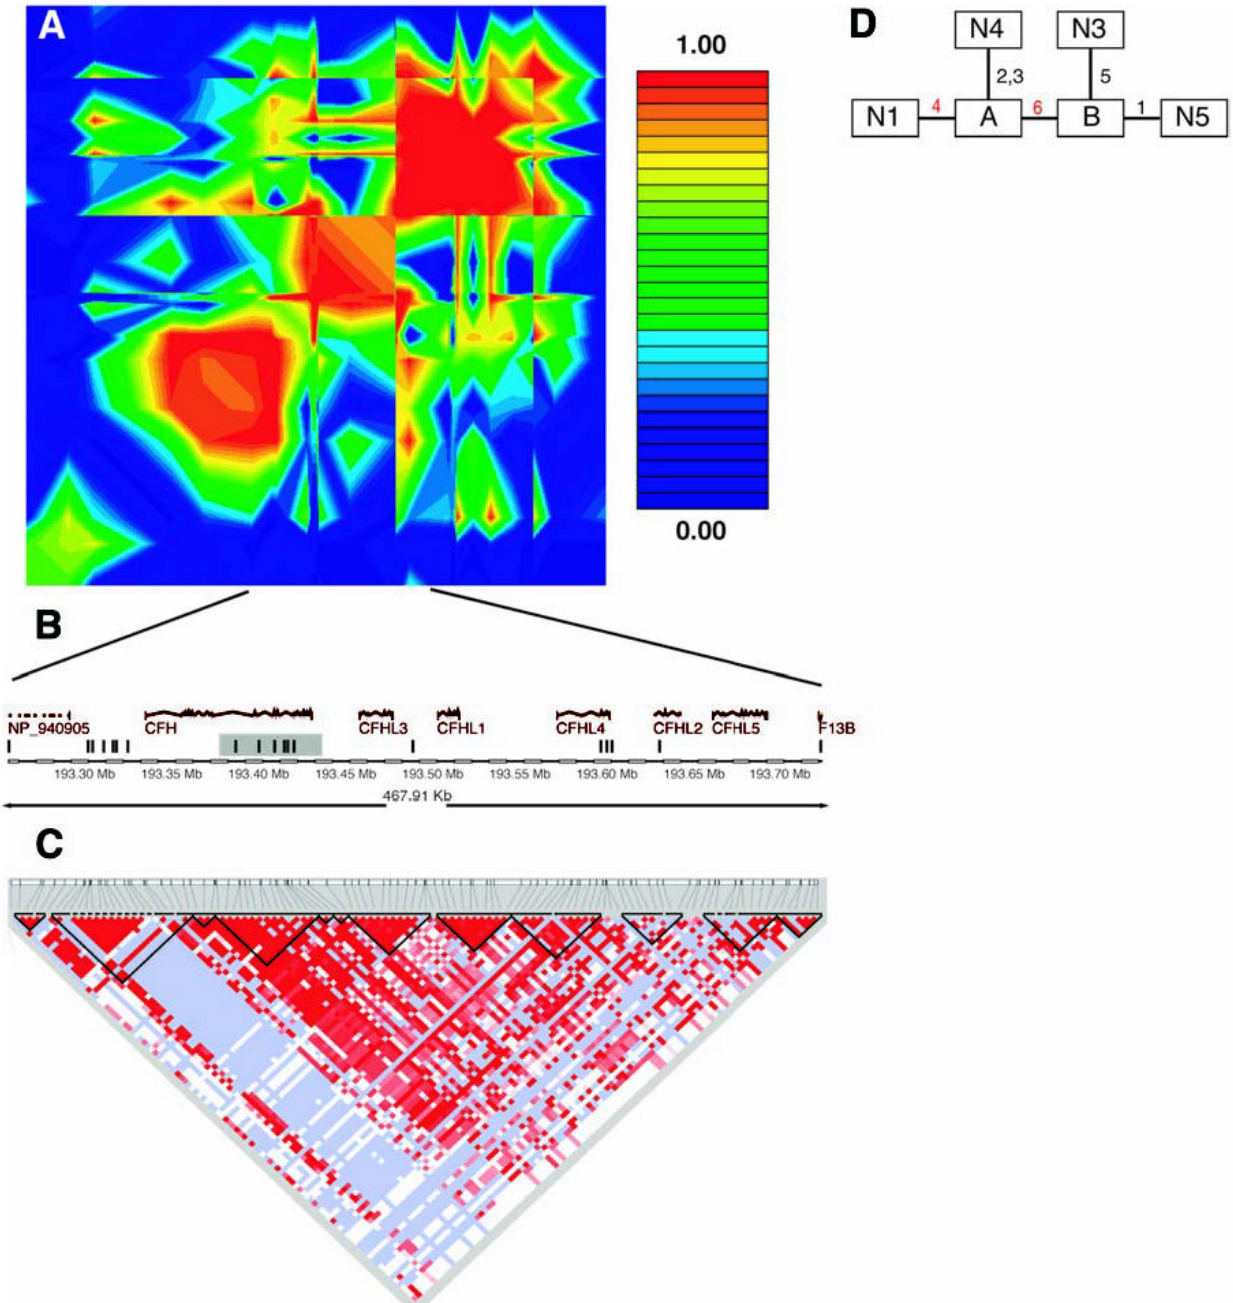 A
1.00
0.00
D
N4
N3
2,3
5
N1
4
A
6
B
1
N5
B
NP_940905
CFH
CFHL3
CFHL1
CFHL4
CFHL2
CFHL5
F13B
193.30 Mb
193.35 Mb
193.40 Mb
193.45 Mb
193.50 Mb
193.55 Mb
193.60 Mb
193.65 Mb
193.70 Mb
467.91 Kb
C